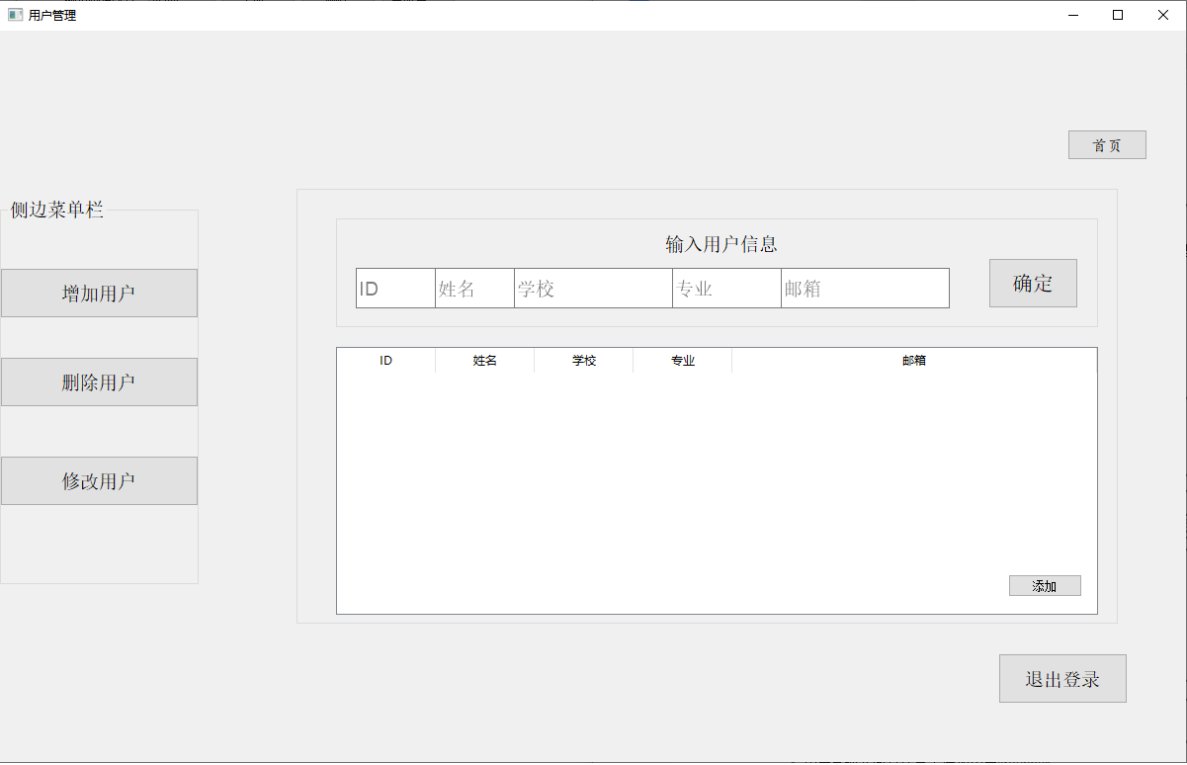 用户管理
首页
侧边菜单栏
增加用户
删除用户
修改用户
输入用户信息
ID 姓名 学校 专业 邮箱
确定
ID 姓名 学校 专业 邮箱
添加
退出登录